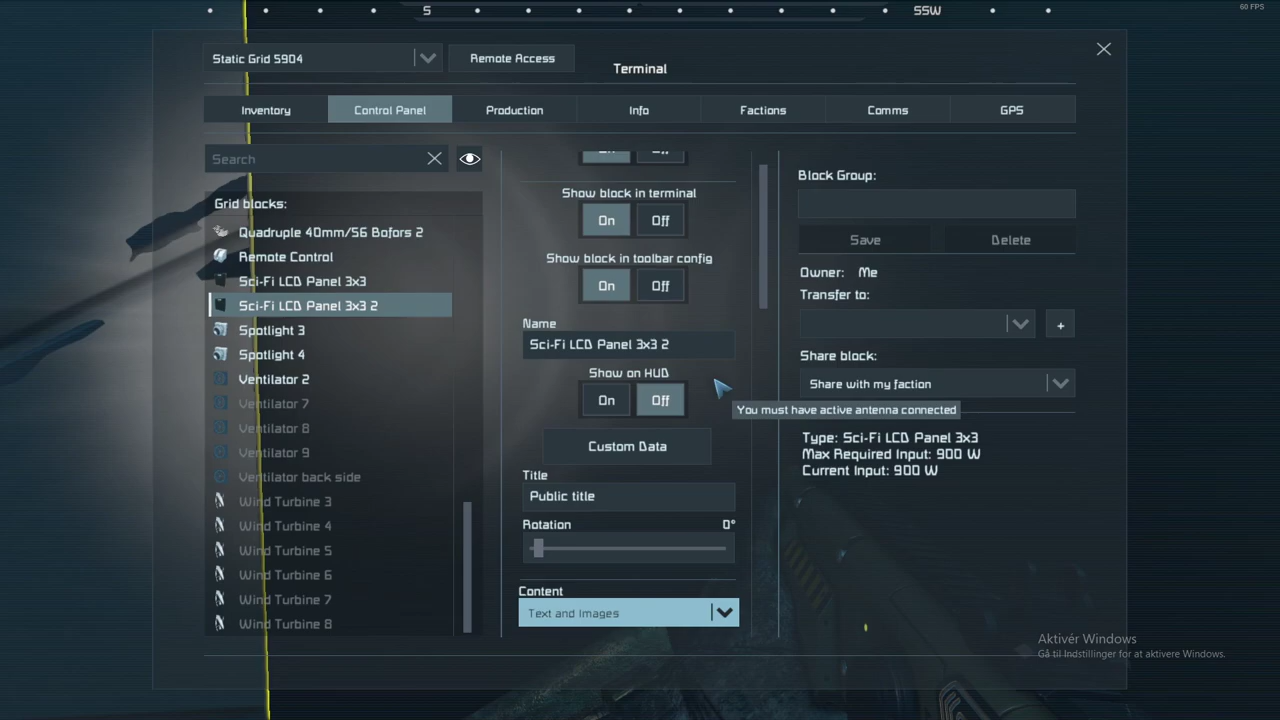 S
SSW
60 FPS
Static Grid 5904
Remote Access
Terminal
Inventory
Control Panel
Production
Info
Factions
Comms
GPS
Search
Grid blocks:
Quadruple 40mm/56 Bofors 2
Remote Control
Sci-Fi LCD Panel 3x3
Sci-Fi LCD Panel 3x3 2
Spotlight 3
Spotlight 4
Ventilator 2
Ventilator 7
Ventilator 8
Ventilator 9
Ventilator back side
Wind Turbine 3
Wind Turbine 4
Wind Turbine 5
Wind Turbine 6
Wind Turbine 7
Wind Turbine 8
On Off
Show block in terminal
On Off
Show block in toolbar config
On Off
Name
Sci-Fi LCD Panel 3x3 2
Show on HUD
On Off
Custom Data
Title
Public title
Rotation 0°
Content
Text and Images
You must have active antenna connected
Block Group:
Save
Delete
Owner: Me
Transfer to:
+
Share block:
Share with my faction
Type: Sci-Fi LCD Panel 3x3
Max Required Input: 900 W
Current Input: 900 W
Aktivér Windows
Gå til Indstillinger for at aktivere Windows.